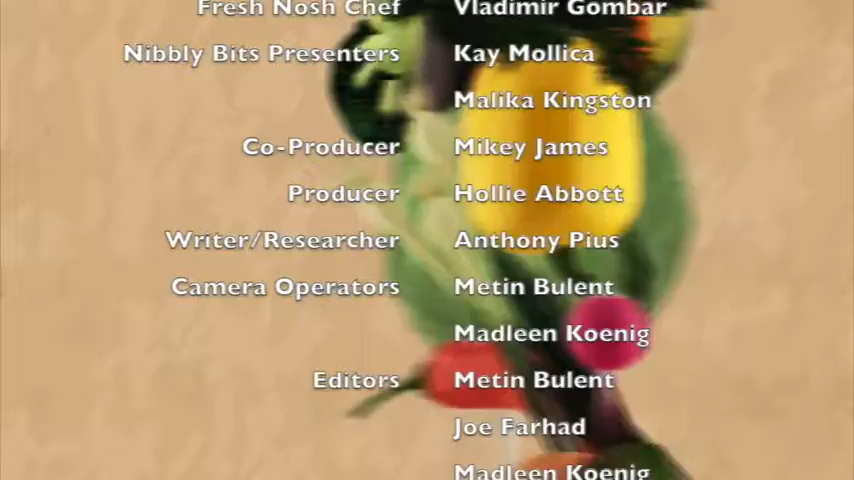 Fresh Nosh Chef Vladimir Gombar
Nibbly Bits Presenters Kay Mollica
Malika Kingston
Co-Producer Mikey James
Producer Hollie Abbott
Writer/Researcher Anthony Pius
Camera Operators Metin Bulent
Madleen Koenig
Editors Metin Bulent
Joe Farhad
Madleen Koenig